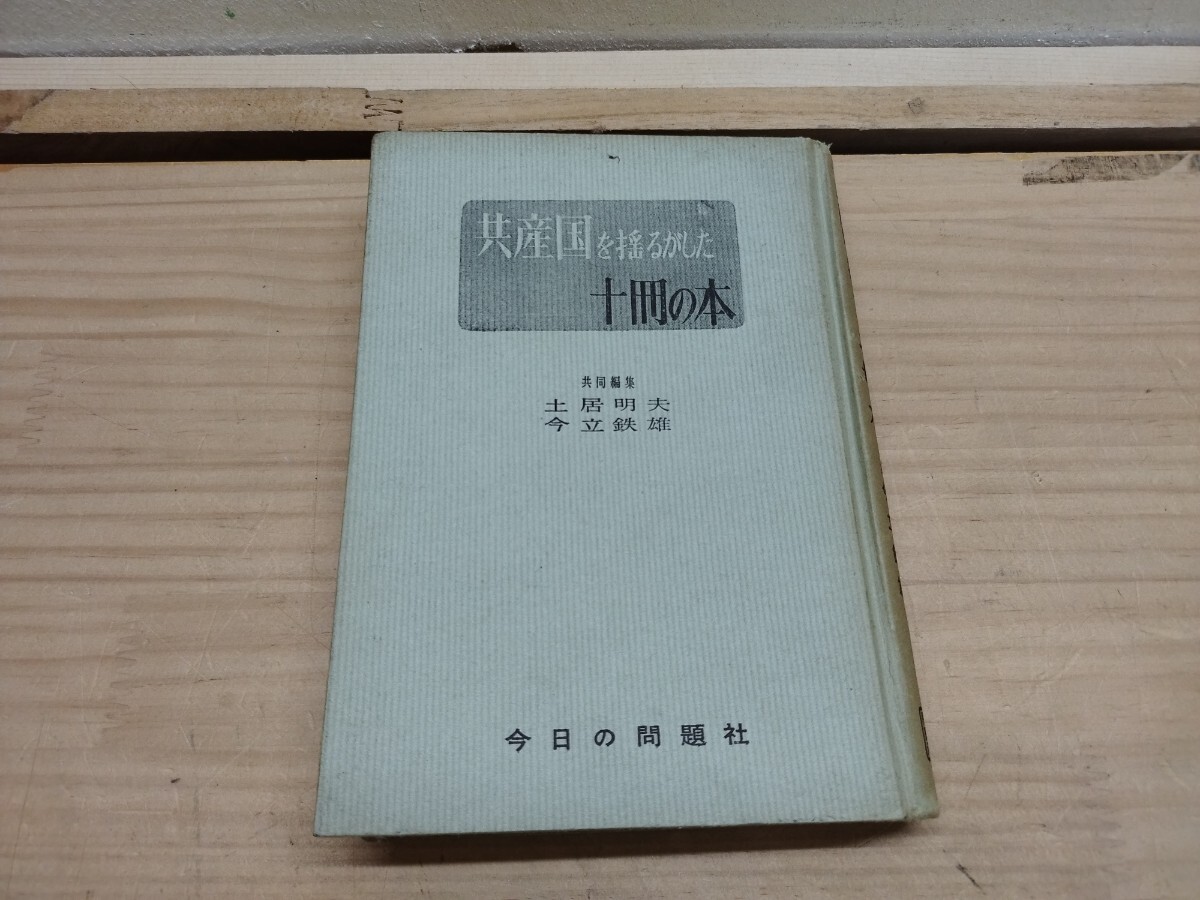 共産国を揺るがした
十冊の本
共同編集
土居明夫
今立鉄雄
今日の問題社